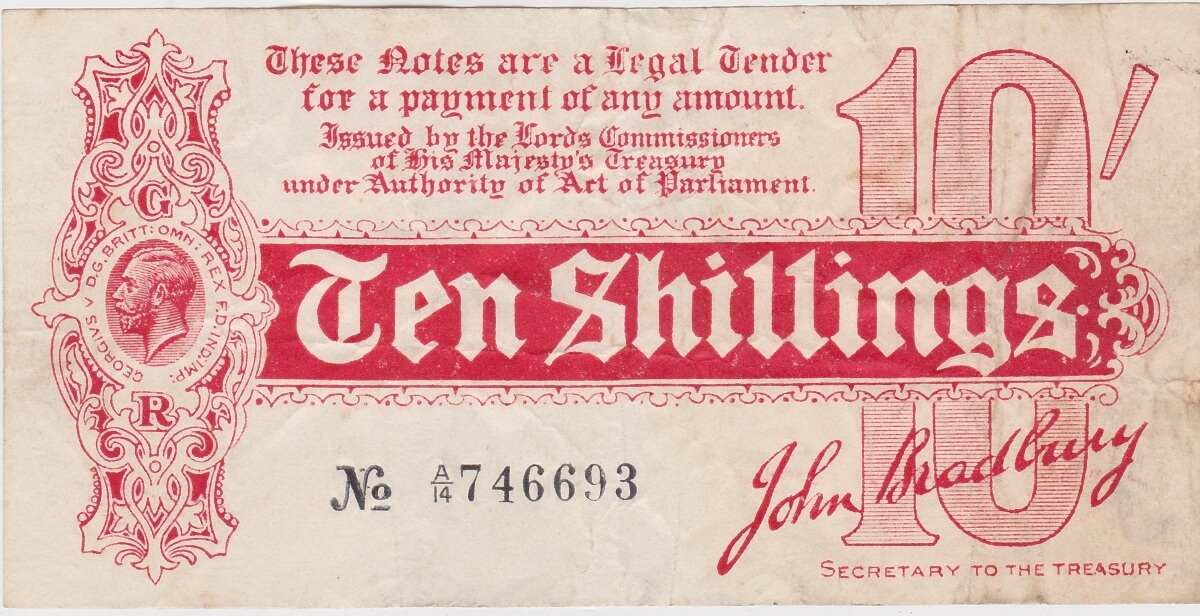 These Notes are a Legal Tender
for a payment of any amount.
Issued by the Lords Commissioners
of His Majesty's Treasury
under Authority of Act of Parliament.
10/
G
GEORGIVS V D.G. BRITT: OMN: REX F.D. IND: IMP:
R
Ten Shillings
No A/14 746693
John Bradbury
SECRETARY TO THE TREASURY